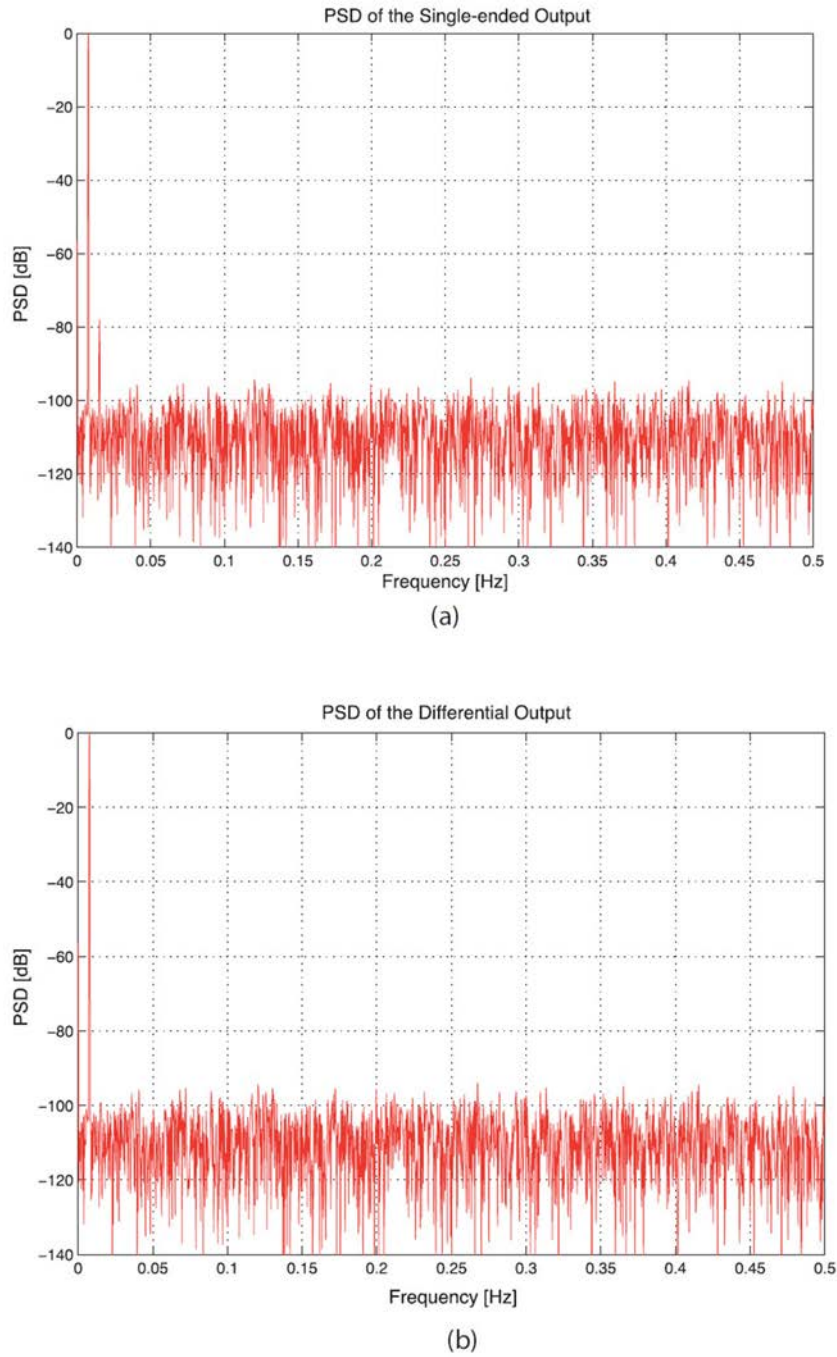 PSD of the Single-ended Output
0
−20
−40
−60
−80
−100
−120
−140
PSD [dB]
0 0.05 0.1 0.15 0.2 0.25 0.3 0.35 0.4 0.45 0.5
Frequency [Hz]
(a)
PSD of the Differential Output
0
−20
−40
−60
−80
−100
−120
−140
PSD [dB]
0 0.05 0.1 0.15 0.2 0.25 0.3 0.35 0.4 0.45 0.5
Frequency [Hz]
(b)